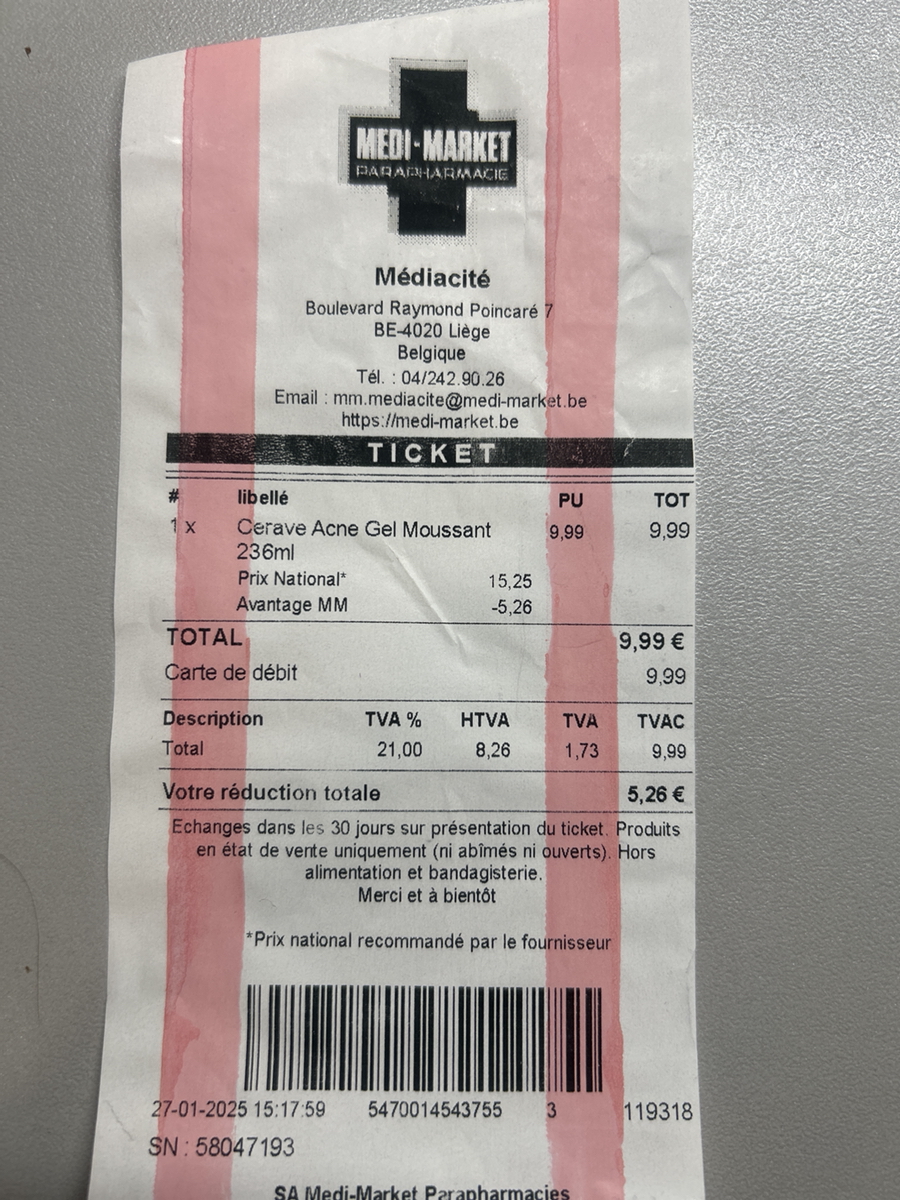 MEDI-MARKET
PARAPHARMACIE
Médiacité
Boulevard Raymond Poincaré 7
BE-4020 Liège
Belgique
Tél. : 04/242.90.26
Email : mm.mediacite@medi-market.be
https://medi-market.be
TICKET
# libellé PU TOT
1 x Cerave Acne Gel Moussant 9,99 9,99
236ml
Prix National* 15,25
Avantage MM -5,26
TOTAL 9,99 €
Carte de débit 9,99
Description TVA % HTVA TVA TVAC
Total 21,00 8,26 1,73 9,99
Votre réduction totale 5,26 €
Echanges dans les 30 jours sur présentation du ticket. Produits
en état de vente uniquement (ni abîmés ni ouverts). Hors
alimentation et bandagisterie.
Merci et à bientôt
*Prix national recommandé par le fournisseur
27-01-2025 15:17:59 5470014543755 3 119318
SN : 58047193
SA Medi-Market Parapharmacies